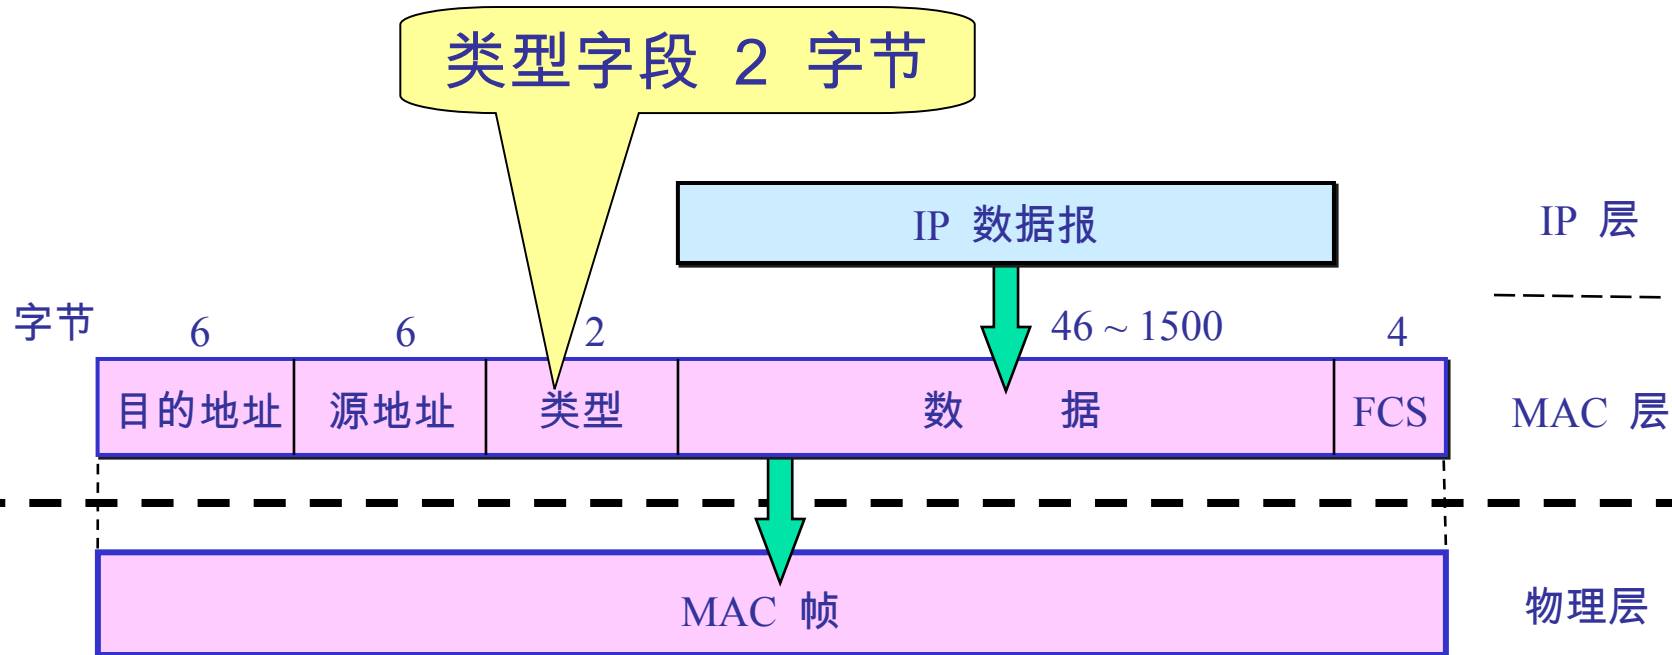 类型字段 2 字节
IP 数据报
IP 层
字节 6 6 2 46 ~ 1500 4
目的地址 源地址 类型 数 据 FCS MAC 层
MAC 帧 物理层